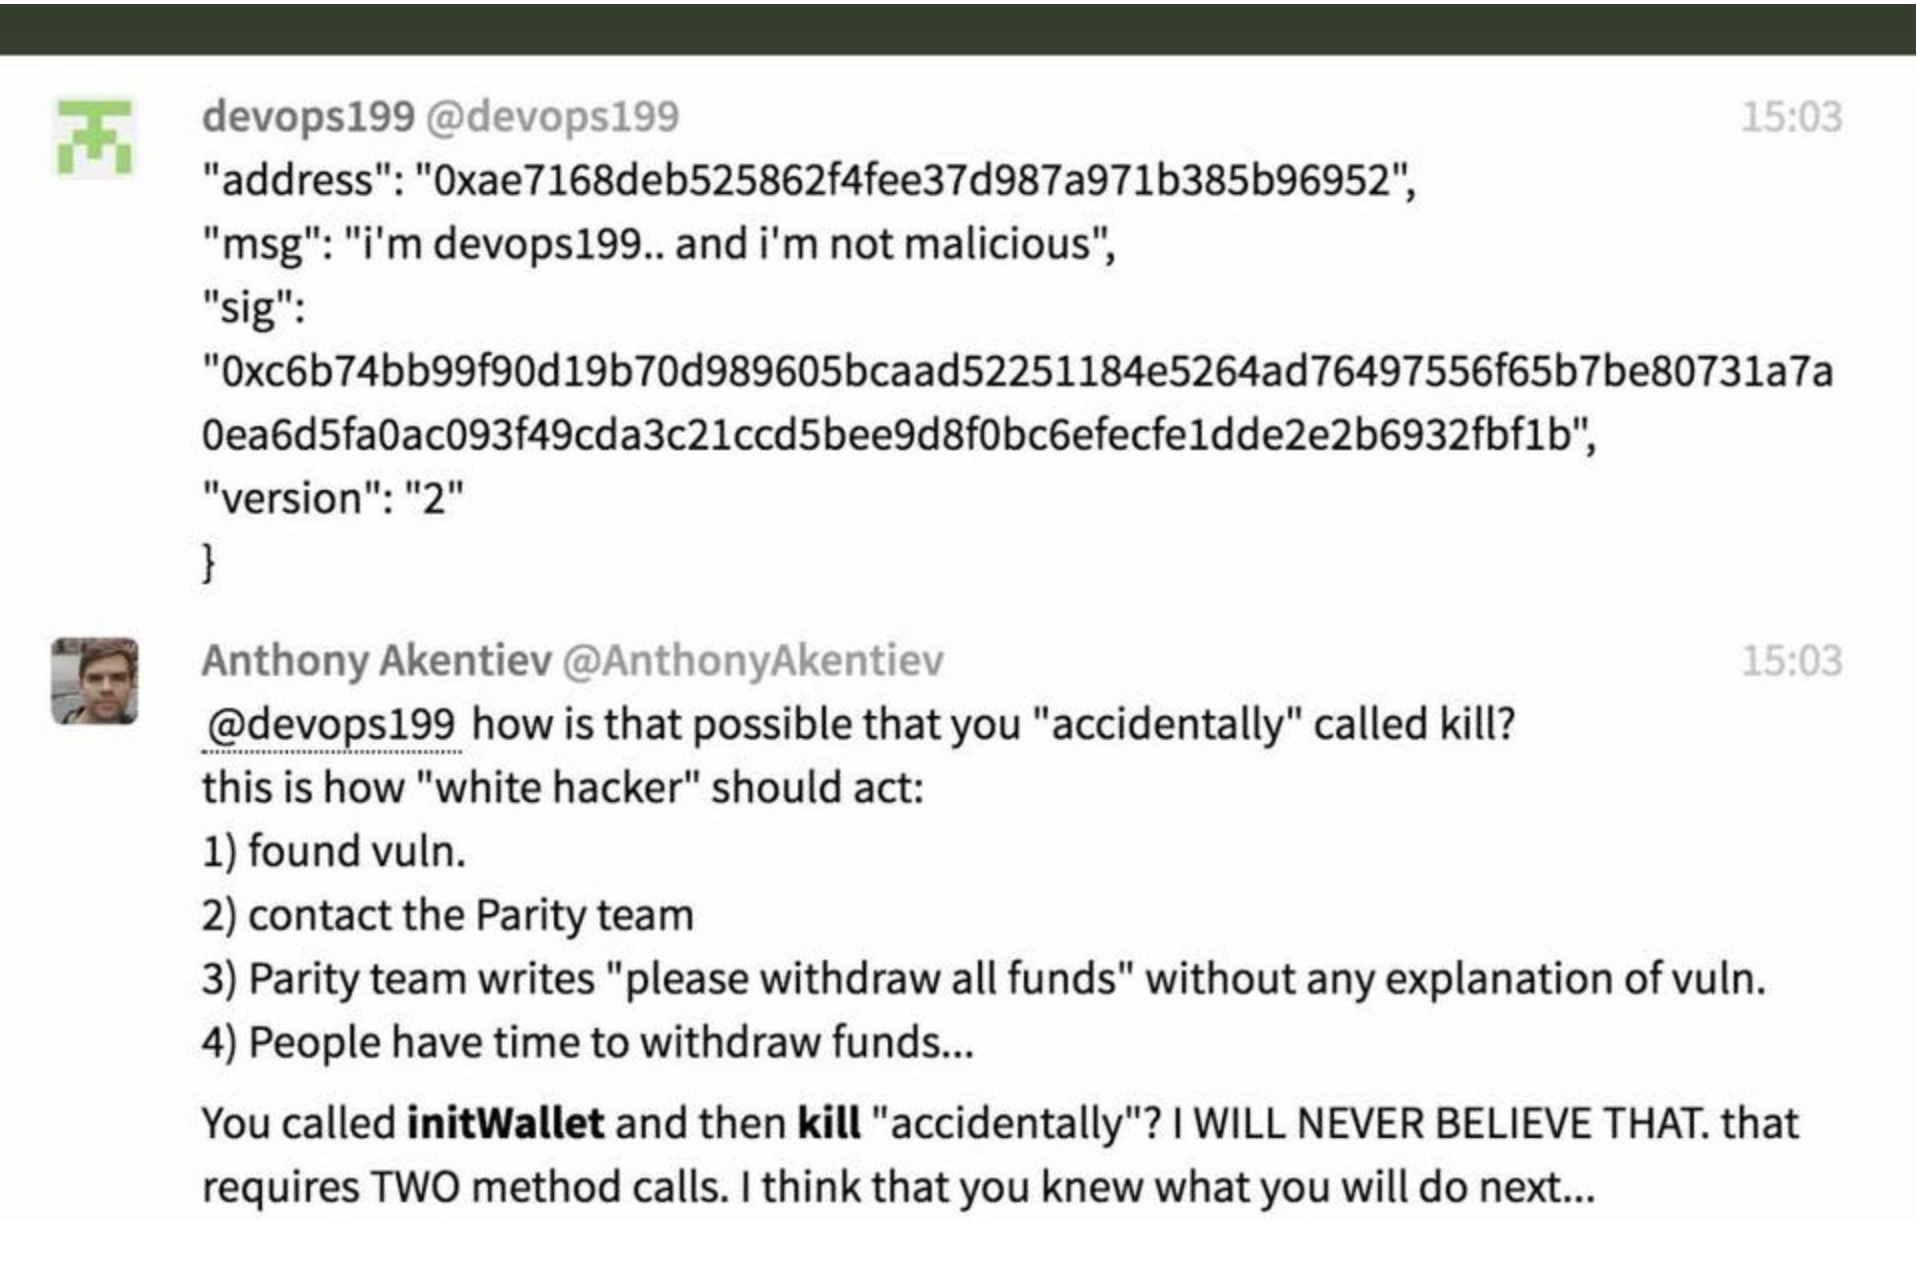 devops199 @devops199 15:03
"address": "0xae7168deb525862f4fee37d987a971b385b96952",
"msg": "i'm devops199.. and i'm not malicious",
"sig":
"0xc6b74bb99f90d19b70d989605bcaad52251184e5264ad76497556f65b7be80731a7a
0ea6d5fa0ac093f49cda3c21ccd5bee9d8f0bc6efecfe1dde2e2b6932fbf1b",
"version": "2"
}
Anthony Akentiev @AnthonyAkentiev 15:03
@devops199 how is that possible that you "accidentally" called kill?
this is how "white hacker" should act:
1) found vuln.
2) contact the Parity team
3) Parity team writes "please withdraw all funds" without any explanation of vuln.
4) People have time to withdraw funds...
You called initWallet and then kill "accidentally"? I WILL NEVER BELIEVE THAT. that
requires TWO method calls. I think that you knew what you will do next...